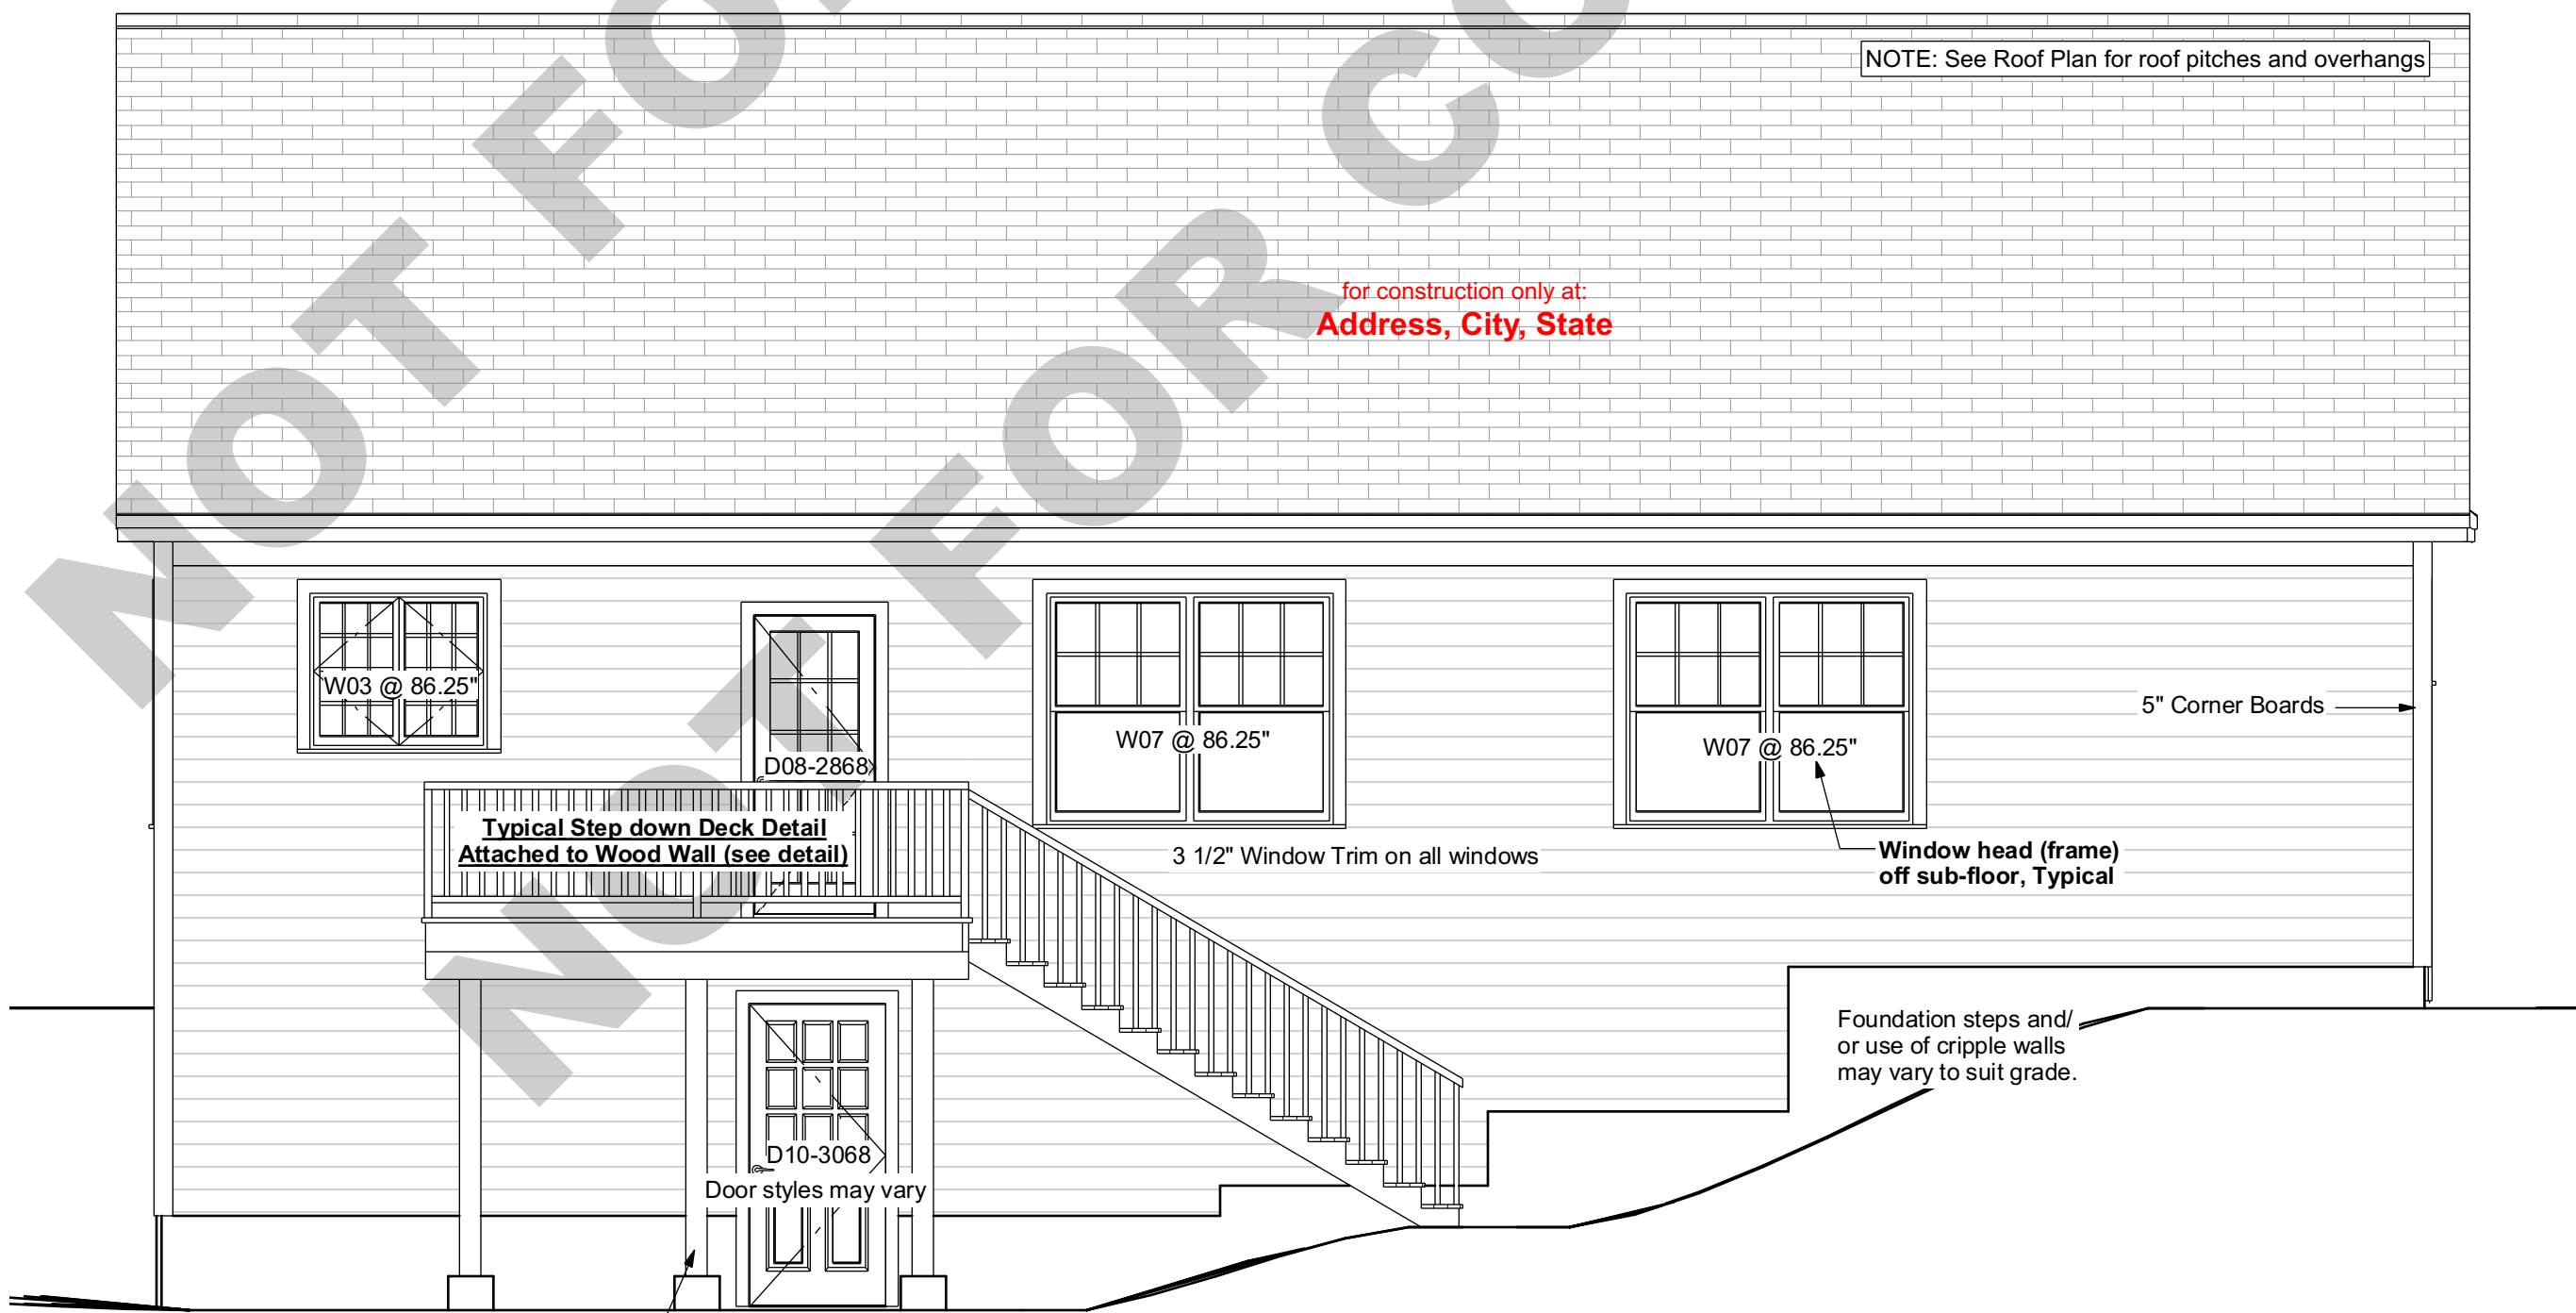 NOT FOR
NOT FOR CO
NOTE: See Roof Plan for roof pitches and overhangs
for construction only at:
Address, City, State
W03 @ 86.25"
D08-2868
W07 @ 86.25"
W07 @ 86.25"
5" Corner Boards
Typical Step down Deck Detail
Attached to Wood Wall (see detail)
3 1/2" Window Trim on all windows
Window head (frame)
off sub-floor, Typical
Foundation steps and/
or use of cripple walls
may vary to suit grade.
D10-3068
Door styles may vary